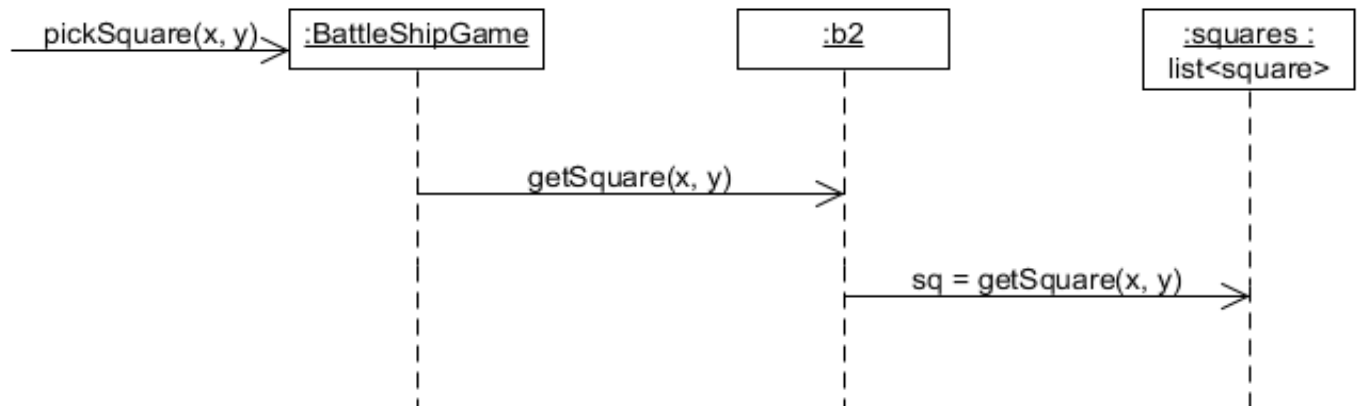 pickSquare(x, y)
:BattleShipGame
:b2
:squares :
list<square>
getSquare(x, y)
sq = getSquare(x, y)